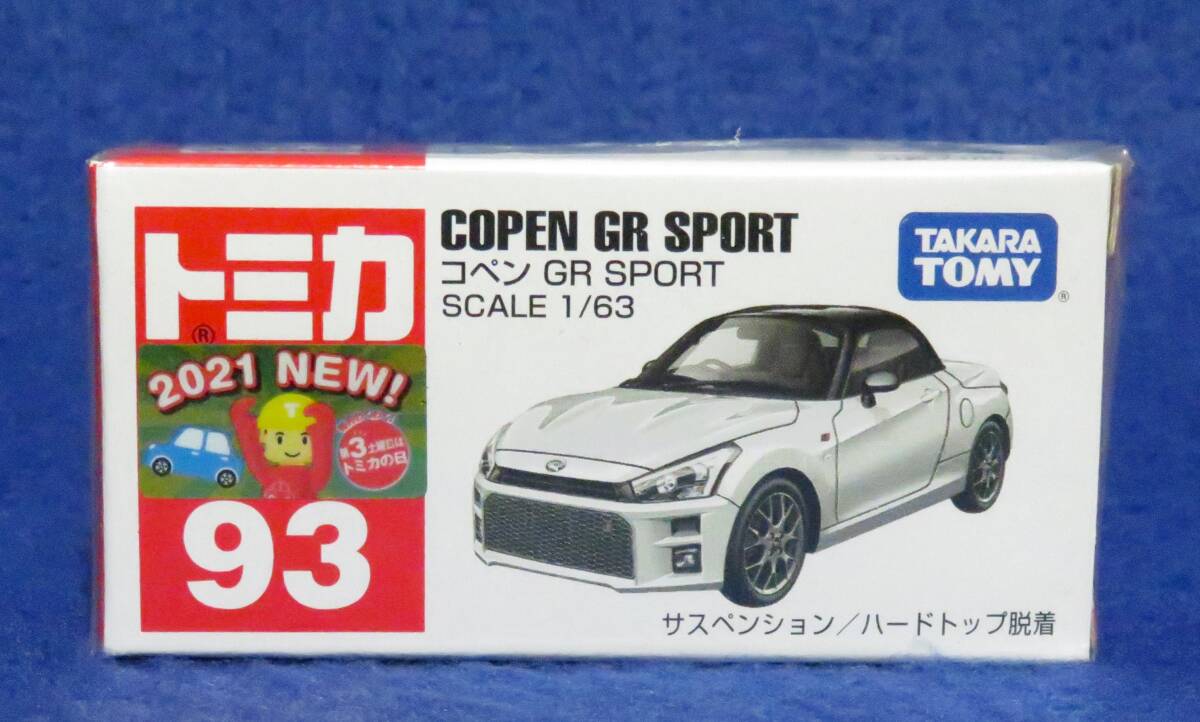 トミカ
®
2021 NEW!
T
第3土曜日は
トミカの日
93
COPEN GR SPORT
コペン GR SPORT
SCALE 1/63
TAKARA
TOMY
®
サスペンション/ハードトップ脱着